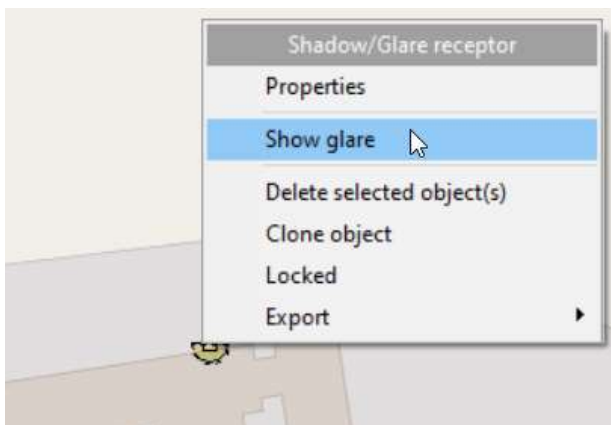 Shadow/Glare receptor
Properties
Show glare
Delete selected object(s)
Clone object
Locked
Export